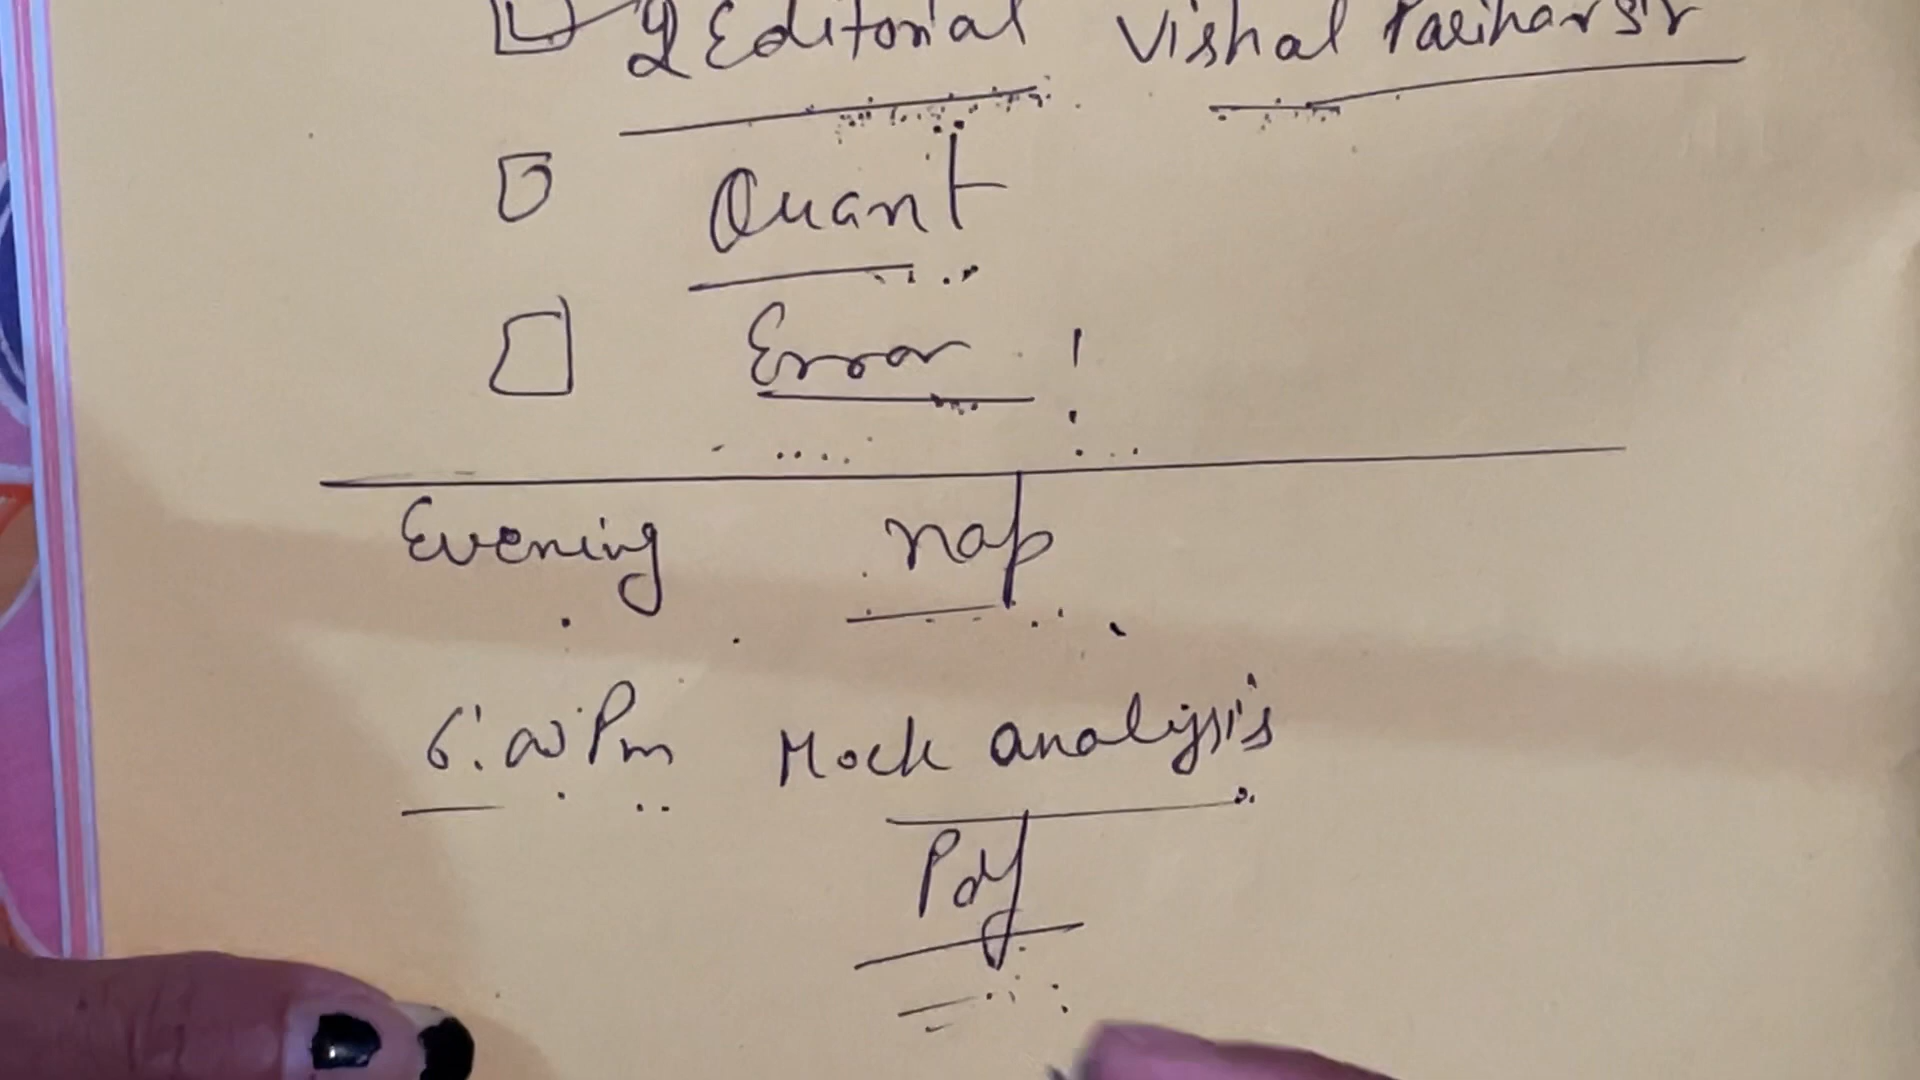 2 Editorial Vishal Parihar sir
Quant
Error !
Evening nap
6:00 Pm Mock analysis
Pdf